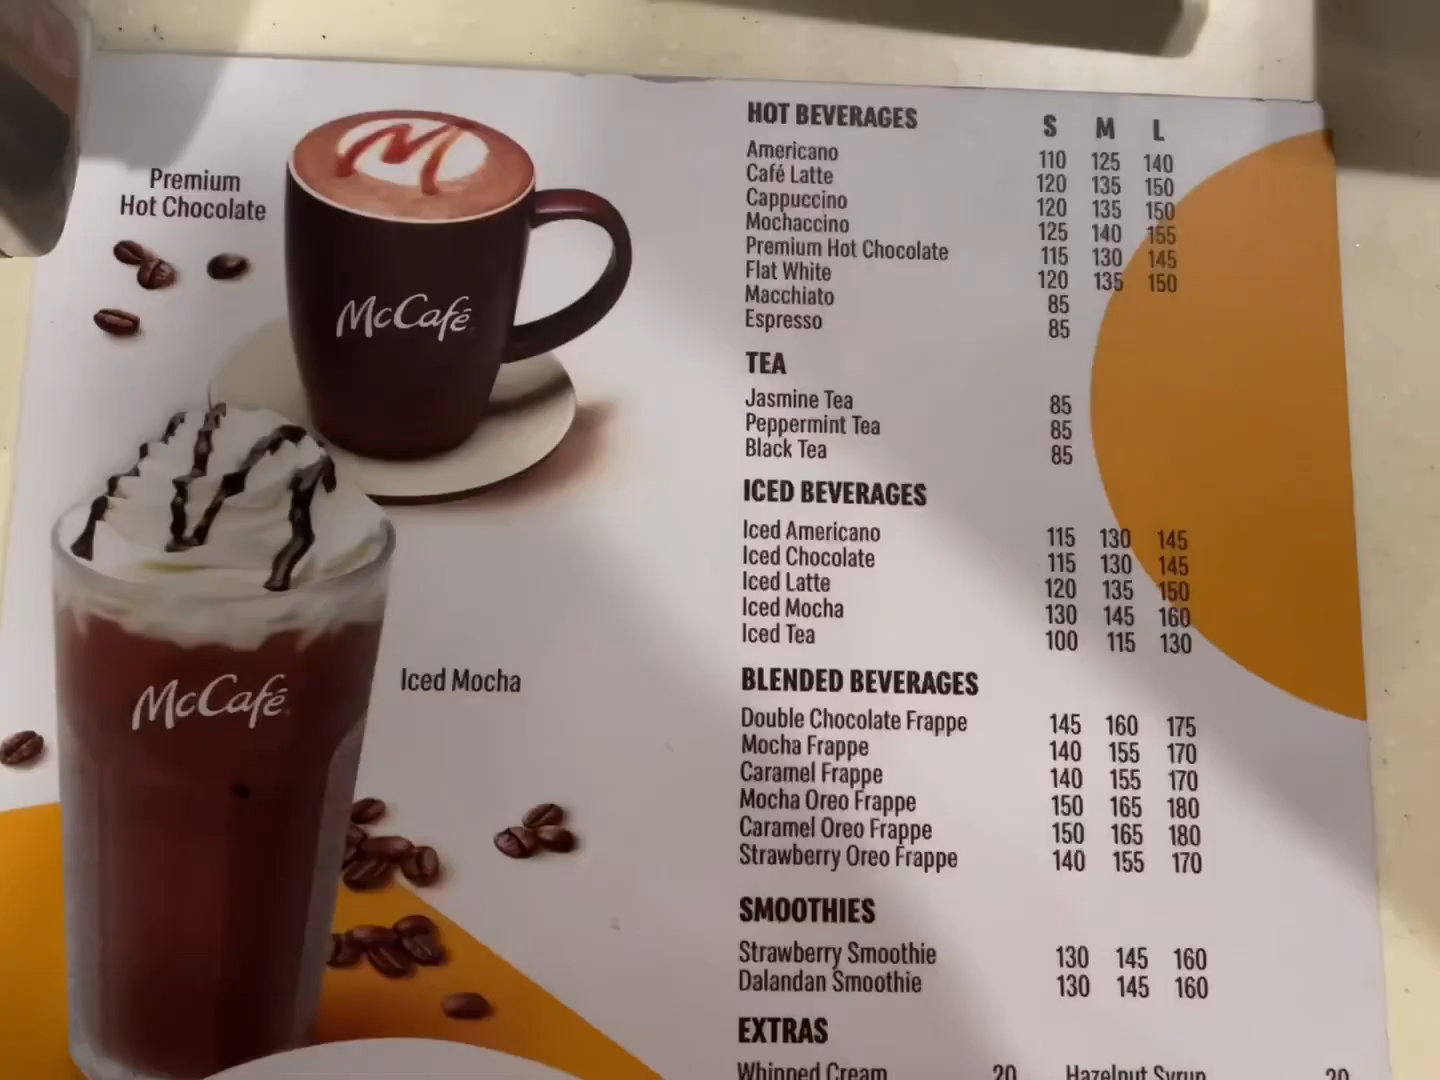 Premium
Hot Chocolate
McCafé
McCafé
Iced Mocha
HOT BEVERAGES S M L
Americano 110 125 140
Café Latte 120 135 150
Cappuccino 120 135 150
Mochaccino 125 140 155
Premium Hot Chocolate 115 130 145
Flat White 120 135 150
Macchiato 85
Espresso 85
TEA
Jasmine Tea 85
Peppermint Tea 85
Black Tea 85
ICED BEVERAGES
Iced Americano 115 130 145
Iced Chocolate 115 130 145
Iced Latte 120 135 150
Iced Mocha 130 145 160
Iced Tea 100 115 130
BLENDED BEVERAGES
Double Chocolate Frappe 145 160 175
Mocha Frappe 140 155 170
Caramel Frappe 140 155 170
Mocha Oreo Frappe 150 165 180
Caramel Oreo Frappe 150 165 180
Strawberry Oreo Frappe 140 155 170
SMOOTHIES
Strawberry Smoothie 130 145 160
Dalandan Smoothie 130 145 160
EXTRAS
Whipped Cream 20 Hazelnut Syrup 20